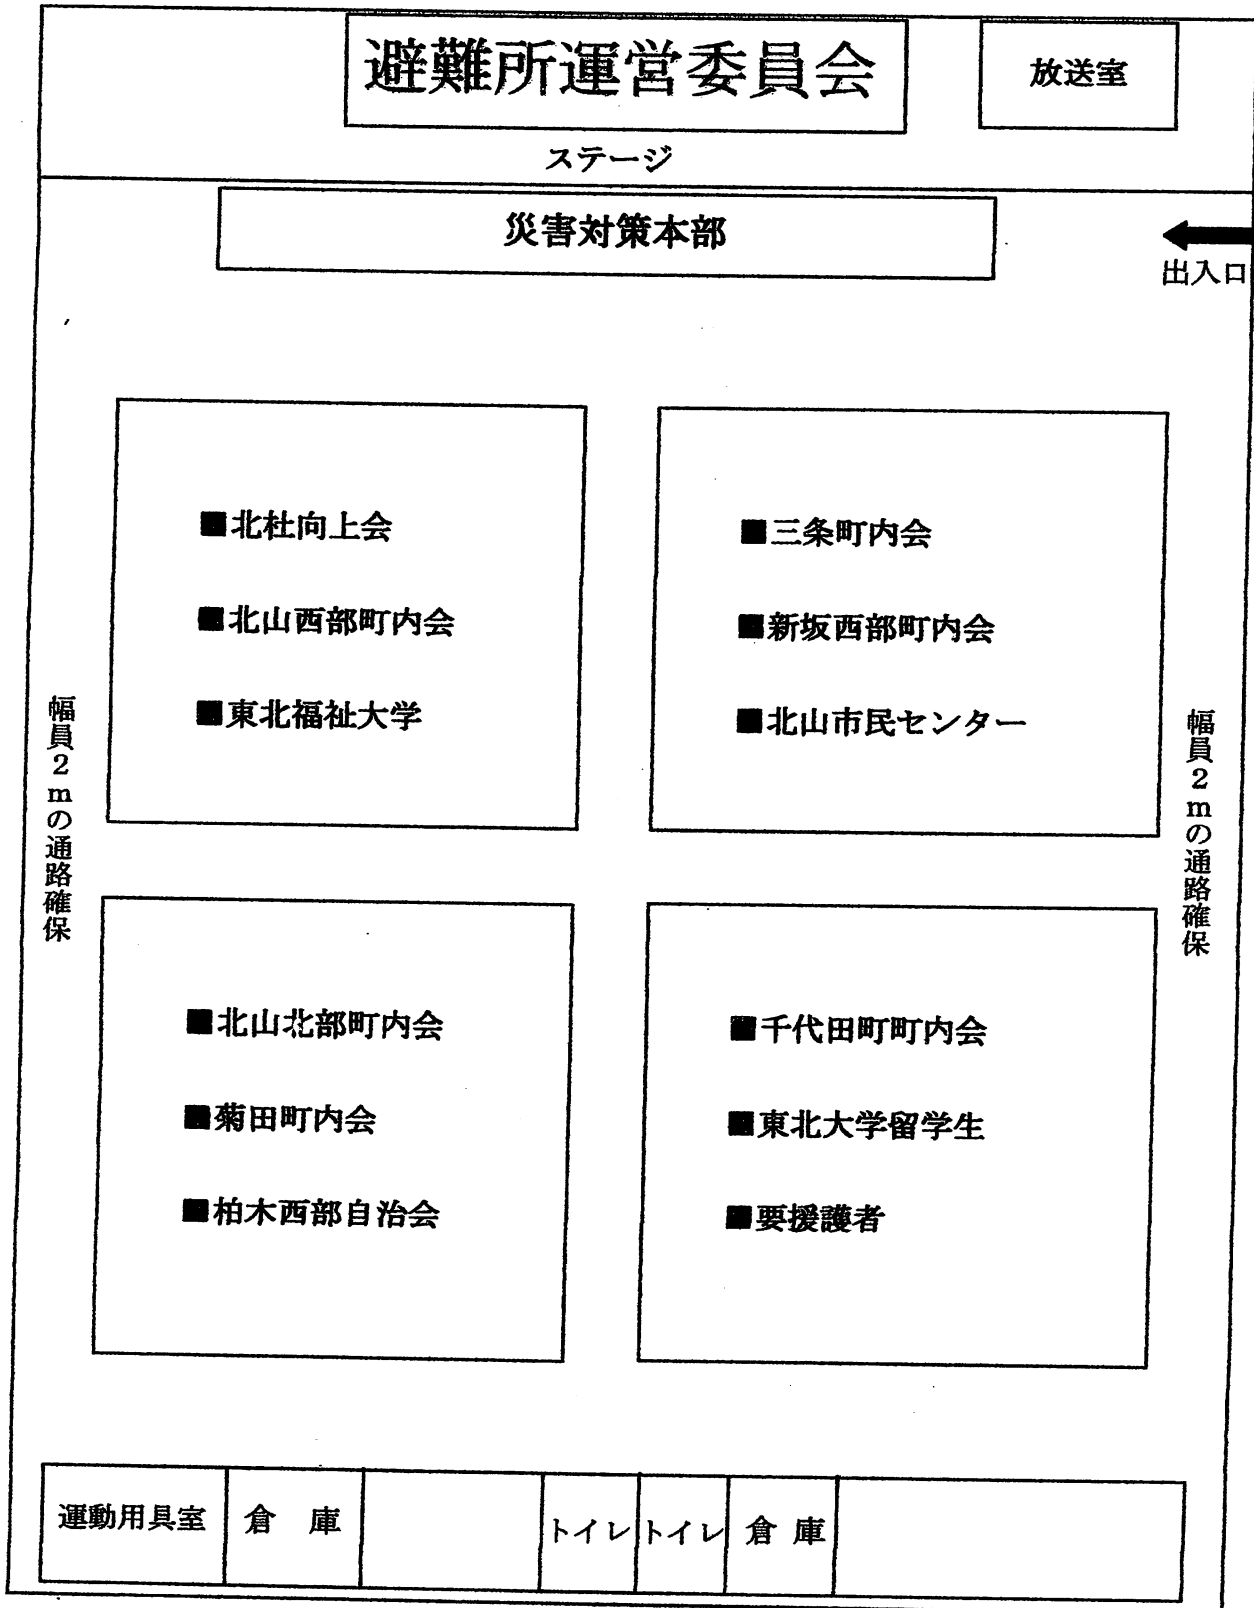 避難所運営委員会
放送室
ステージ
災害対策本部
出入口
■北杜向上会
■北山西部町内会
■東北福祉大学
■三条町内会
■新坂西部町内会
■北山市民センター
幅員2mの通路確保
幅員2mの通路確保
■北山北部町内会
■菊田町内会
■柏木西部自治会
■千代田町町内会
■東北大学留学生
■要援護者
運動用具室
倉 庫
トイレ
トイレ
倉 庫